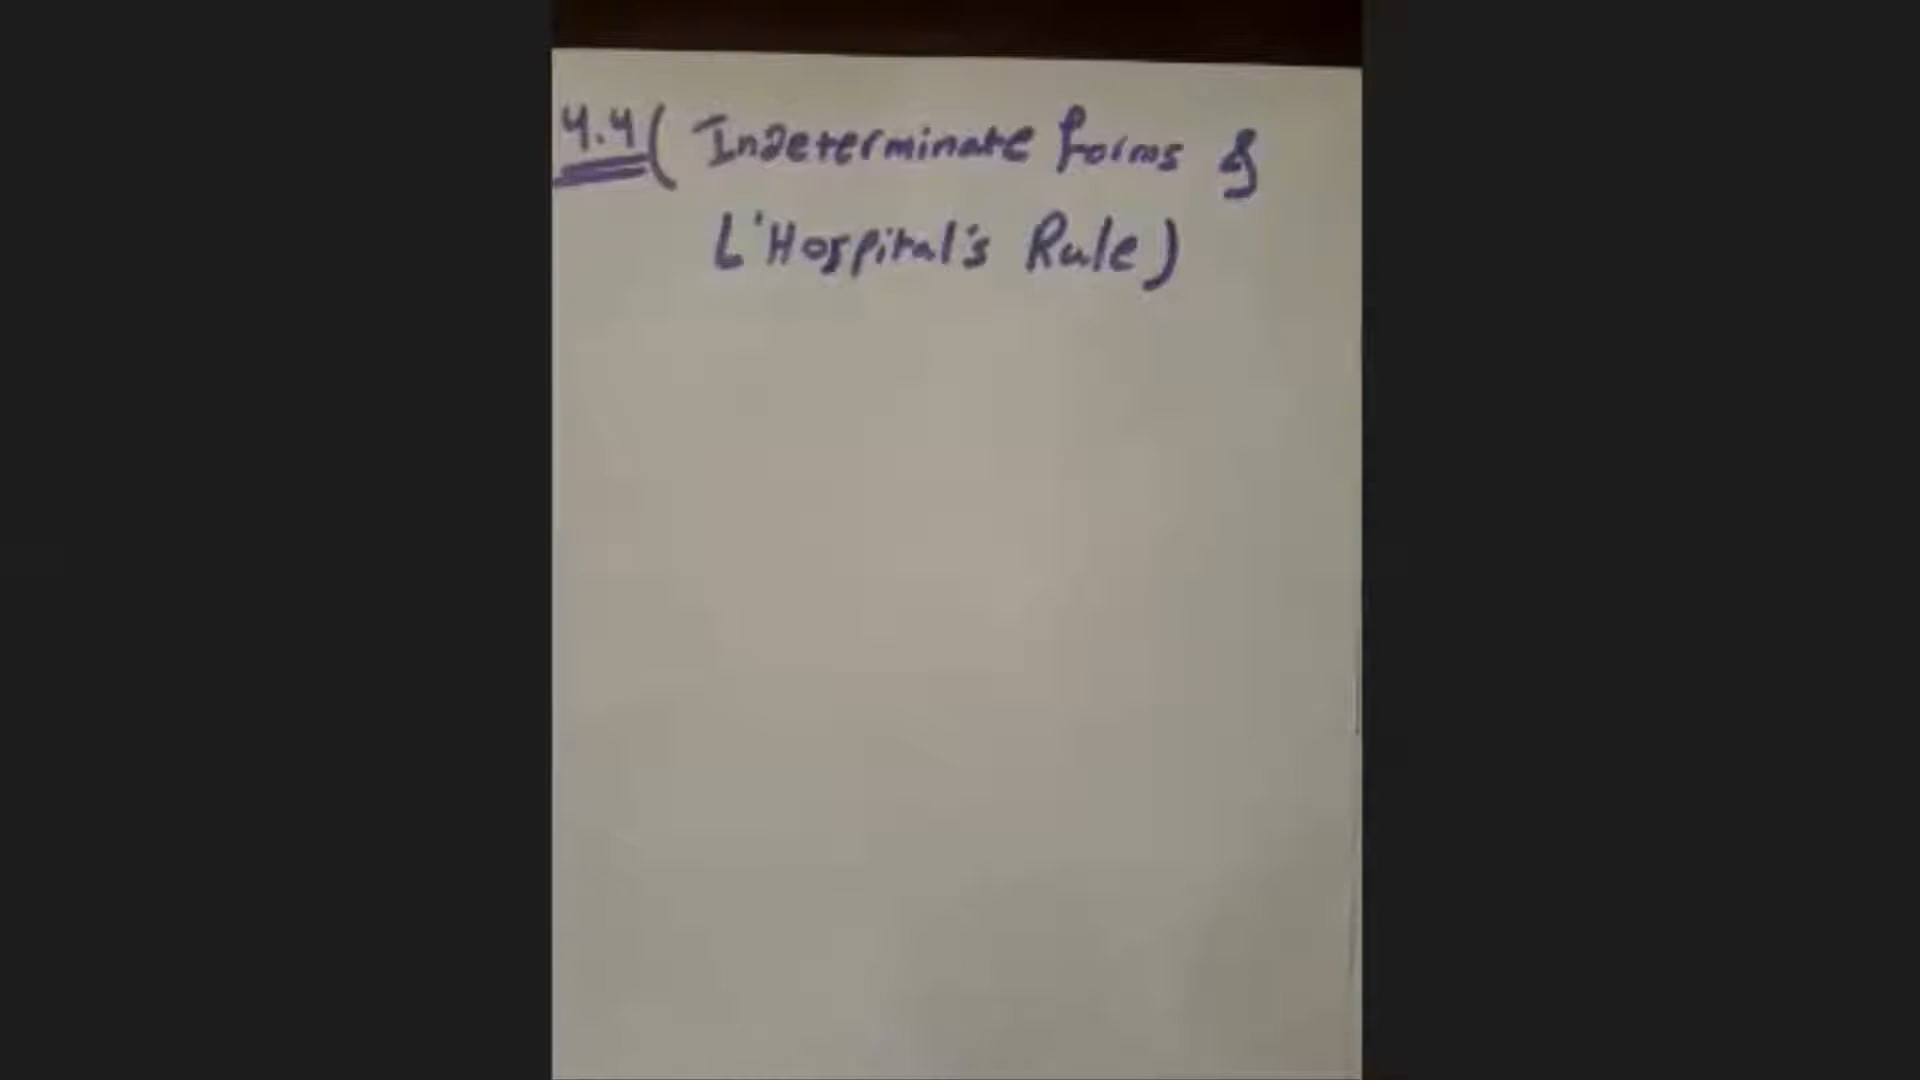 4.4 ( Indeterminate forms &
L'Hospital's Rule )